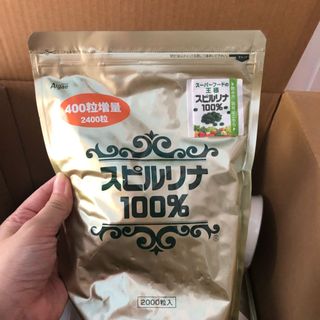 Algae
400粒増量
2400粒
スーパーフードの
王様
スピルリナ
100%
スピルリナ
100%
2000粒入